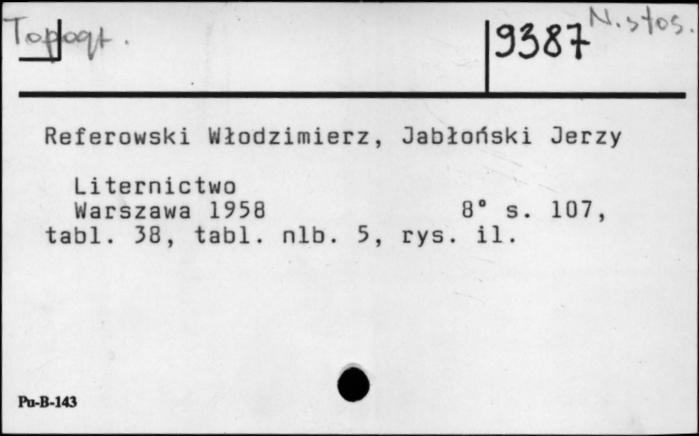 Topogr.
9387
N. stos.
Referowski Włodzimierz, Jabłoński Jerzy
Liternictwo
Warszawa 1958 8° s. 107,
tabl. 38, tabl. nlb. 5, rys. il.
Pu-B-143